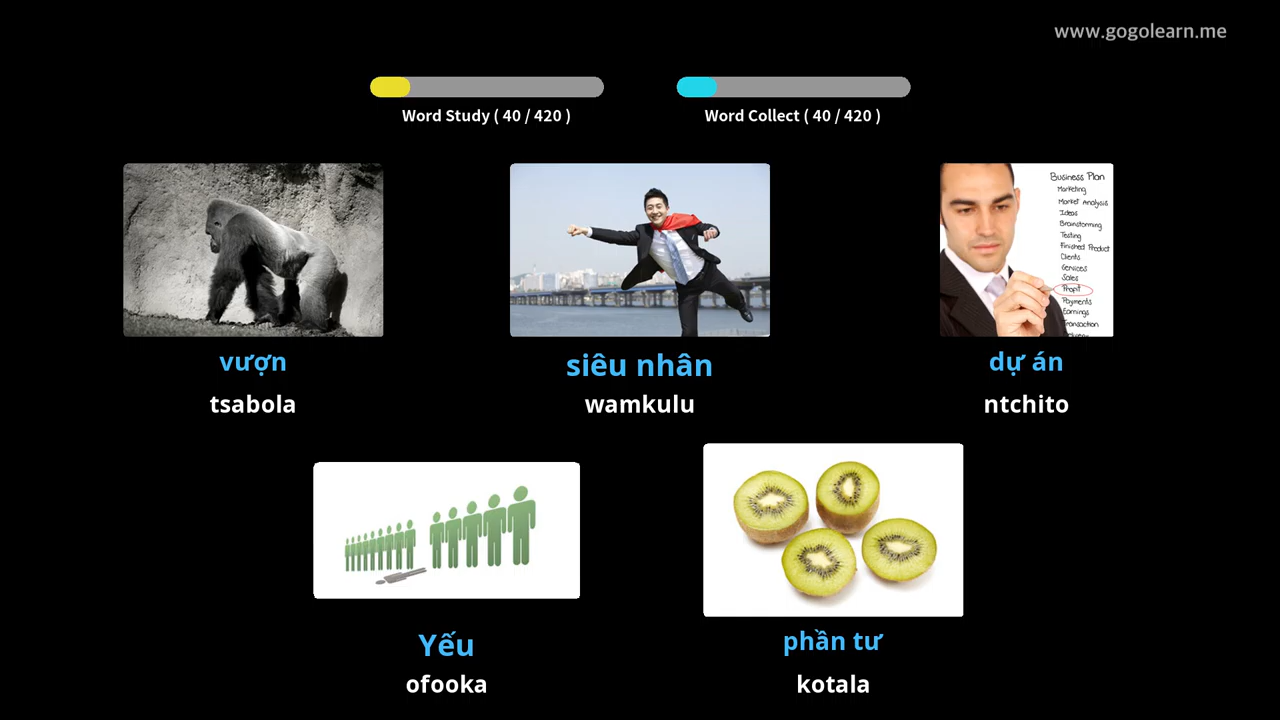 www.gogolearn.me
Word Study ( 40 / 420 )
Word Collect ( 40 / 420 )
Business Plan
Marketing
Market Analysis
Ideas
Brainstorming
Testing
Finished Product
Clients
Services
Sales
Profit
Payments
Earnings
Transaction
vượn
siêu nhân
dự án
tsabola
wamkulu
ntchito
Yếu
phần tư
ofooka
kotala